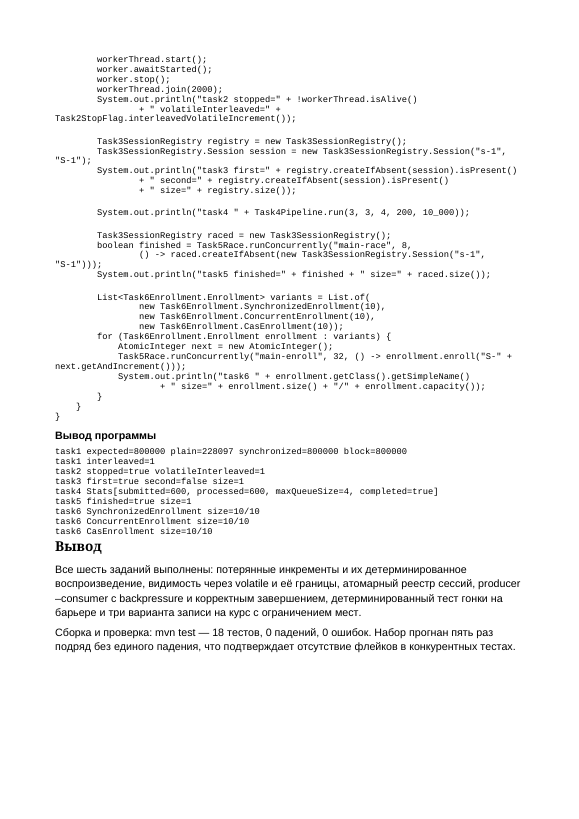 workerThread.start();
worker.awaitStarted();
worker.stop();
workerThread.join(2000);
System.out.println("task2 stopped=" + !workerThread.isAlive()
+ " volatileInterleaved=" +
Task2StopFlag.interleavedVolatileIncrement());
Task3SessionRegistry registry = new Task3SessionRegistry();
Task3SessionRegistry.Session session = new Task3SessionRegistry.Session("s-1",
"S-1");
System.out.println("task3 first=" + registry.createIfAbsent(session).isPresent()
+ " second=" + registry.createIfAbsent(session).isPresent()
+ " size=" + registry.size());
System.out.println("task4 " + Task4Pipeline.run(3, 3, 4, 200, 10_000));
Task3SessionRegistry raced = new Task3SessionRegistry();
boolean finished = Task5Race.runConcurrently("main-race", 8,
() -> raced.createIfAbsent(new Task3SessionRegistry.Session("s-1",
"S-1")));
System.out.println("task5 finished=" + finished + " size=" + raced.size());
List<Task6Enrollment.Enrollment> variants = List.of(
new Task6Enrollment.SynchronizedEnrollment(10),
new Task6Enrollment.ConcurrentEnrollment(10),
new Task6Enrollment.CasEnrollment(10));
for (Task6Enrollment.Enrollment enrollment : variants) {
AtomicInteger next = new AtomicInteger();
Task5Race.runConcurrently("main-enroll", 32, () -> enrollment.enroll("S-" +
next.getAndIncrement()));
System.out.println("task6 " + enrollment.getClass().getSimpleName()
+ " size=" + enrollment.size() + "/" + enrollment.capacity());
}
}
}
Вывод программы
task1 expected=800000 plain=228097 synchronized=800000 block=800000
task1 interleaved=1
task2 stopped=true volatileInterleaved=1
task3 first=true second=false size=1
task4 Stats[submitted=600, processed=600, maxQueueSize=4, completed=true]
task5 finished=true size=1
task6 SynchronizedEnrollment size=10/10
task6 ConcurrentEnrollment size=10/10
task6 CasEnrollment size=10/10
Вывод
Все шесть заданий выполнены: потерянные инкременты и их детерминированное
воспроизведение, видимость через volatile и её границы, атомарный реестр сессий, producer
–consumer с backpressure и корректным завершением, детерминированный тест гонки на
барьере и три варианта записи на курс с ограничением мест.
Сборка и проверка: mvn test — 18 тестов, 0 падений, 0 ошибок. Набор прогнан пять раз
подряд без единого падения, что подтверждает отсутствие флейков в конкурентных тестах.